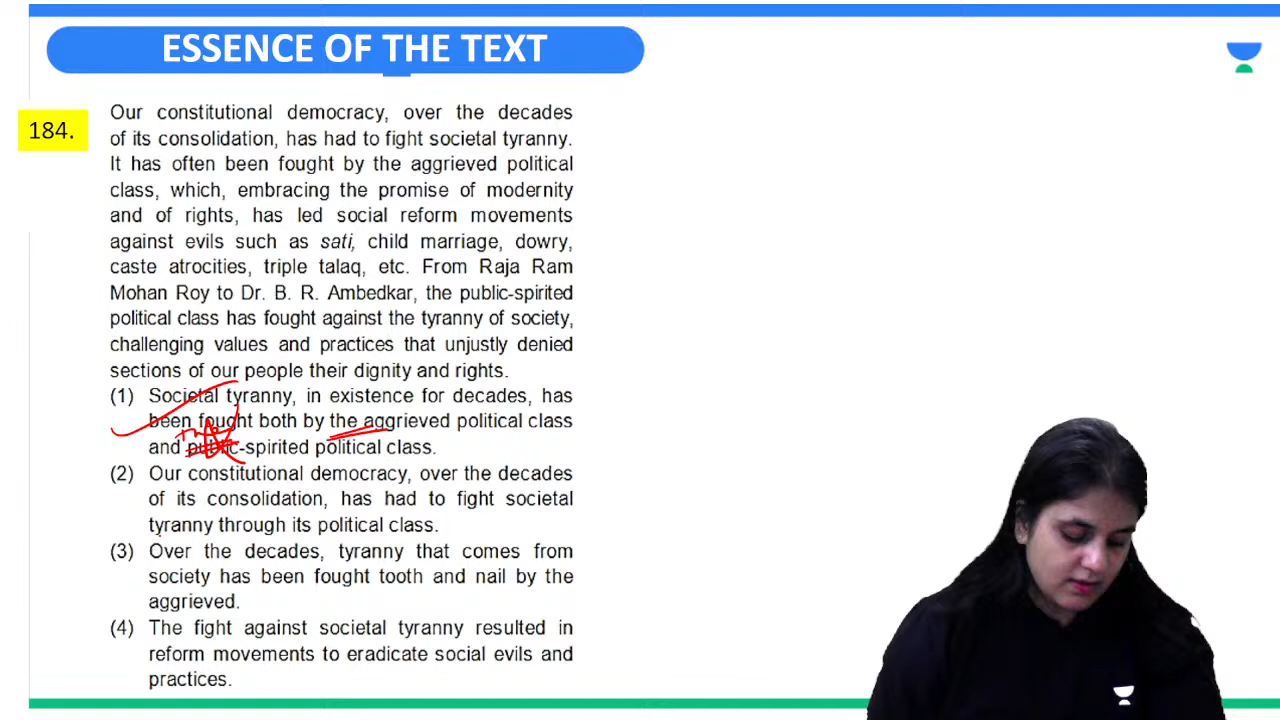 ESSENCE OF THE TEXT
184.
Our constitutional democracy, over the decades
of its consolidation, has had to fight societal tyranny.
It has often been fought by the aggrieved political
class, which, embracing the promise of modernity
and of rights, has led social reform movements
against evils such as sati, child marriage, dowry,
caste atrocities, triple talaq, etc. From Raja Ram
Mohan Roy to Dr. B. R. Ambedkar, the public-spirited
political class has fought against the tyranny of society,
challenging values and practices that unjustly denied
sections of our people their dignity and rights.
(1) Societal tyranny, in existence for decades, has
been fought both by the aggrieved political class
and public-spirited political class.
(2) Our constitutional democracy, over the decades
of its consolidation, has had to fight societal
tyranny through its political class.
(3) Over the decades, tyranny that comes from
society has been fought tooth and nail by the
aggrieved.
(4) The fight against societal tyranny resulted in
reform movements to eradicate social evils and
practices.